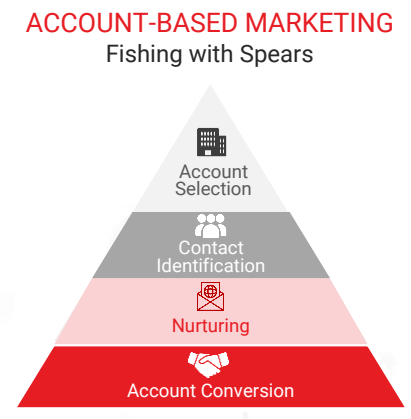 ACCOUNT-BASED MARKETING
Fishing with Spears
Account
Selection
Contact
Identification
Nurturing
Account Conversion